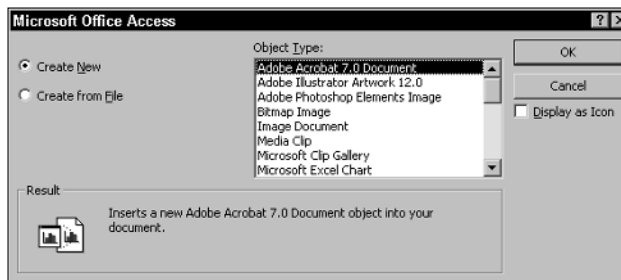 Microsoft Office Access
Object Type:
Create New
Create from File
Adobe Acrobat 7.0 Document
Adobe Illustrator Artwork 12.0
Adobe Photoshop Elements Image
Bitmap Image
Image Document
Media Clip
Microsoft Clip Gallery
Microsoft Excel Chart
OK
Cancel
Display as Icon
Result
Inserts a new Adobe Acrobat 7.0 Document object into your
document.